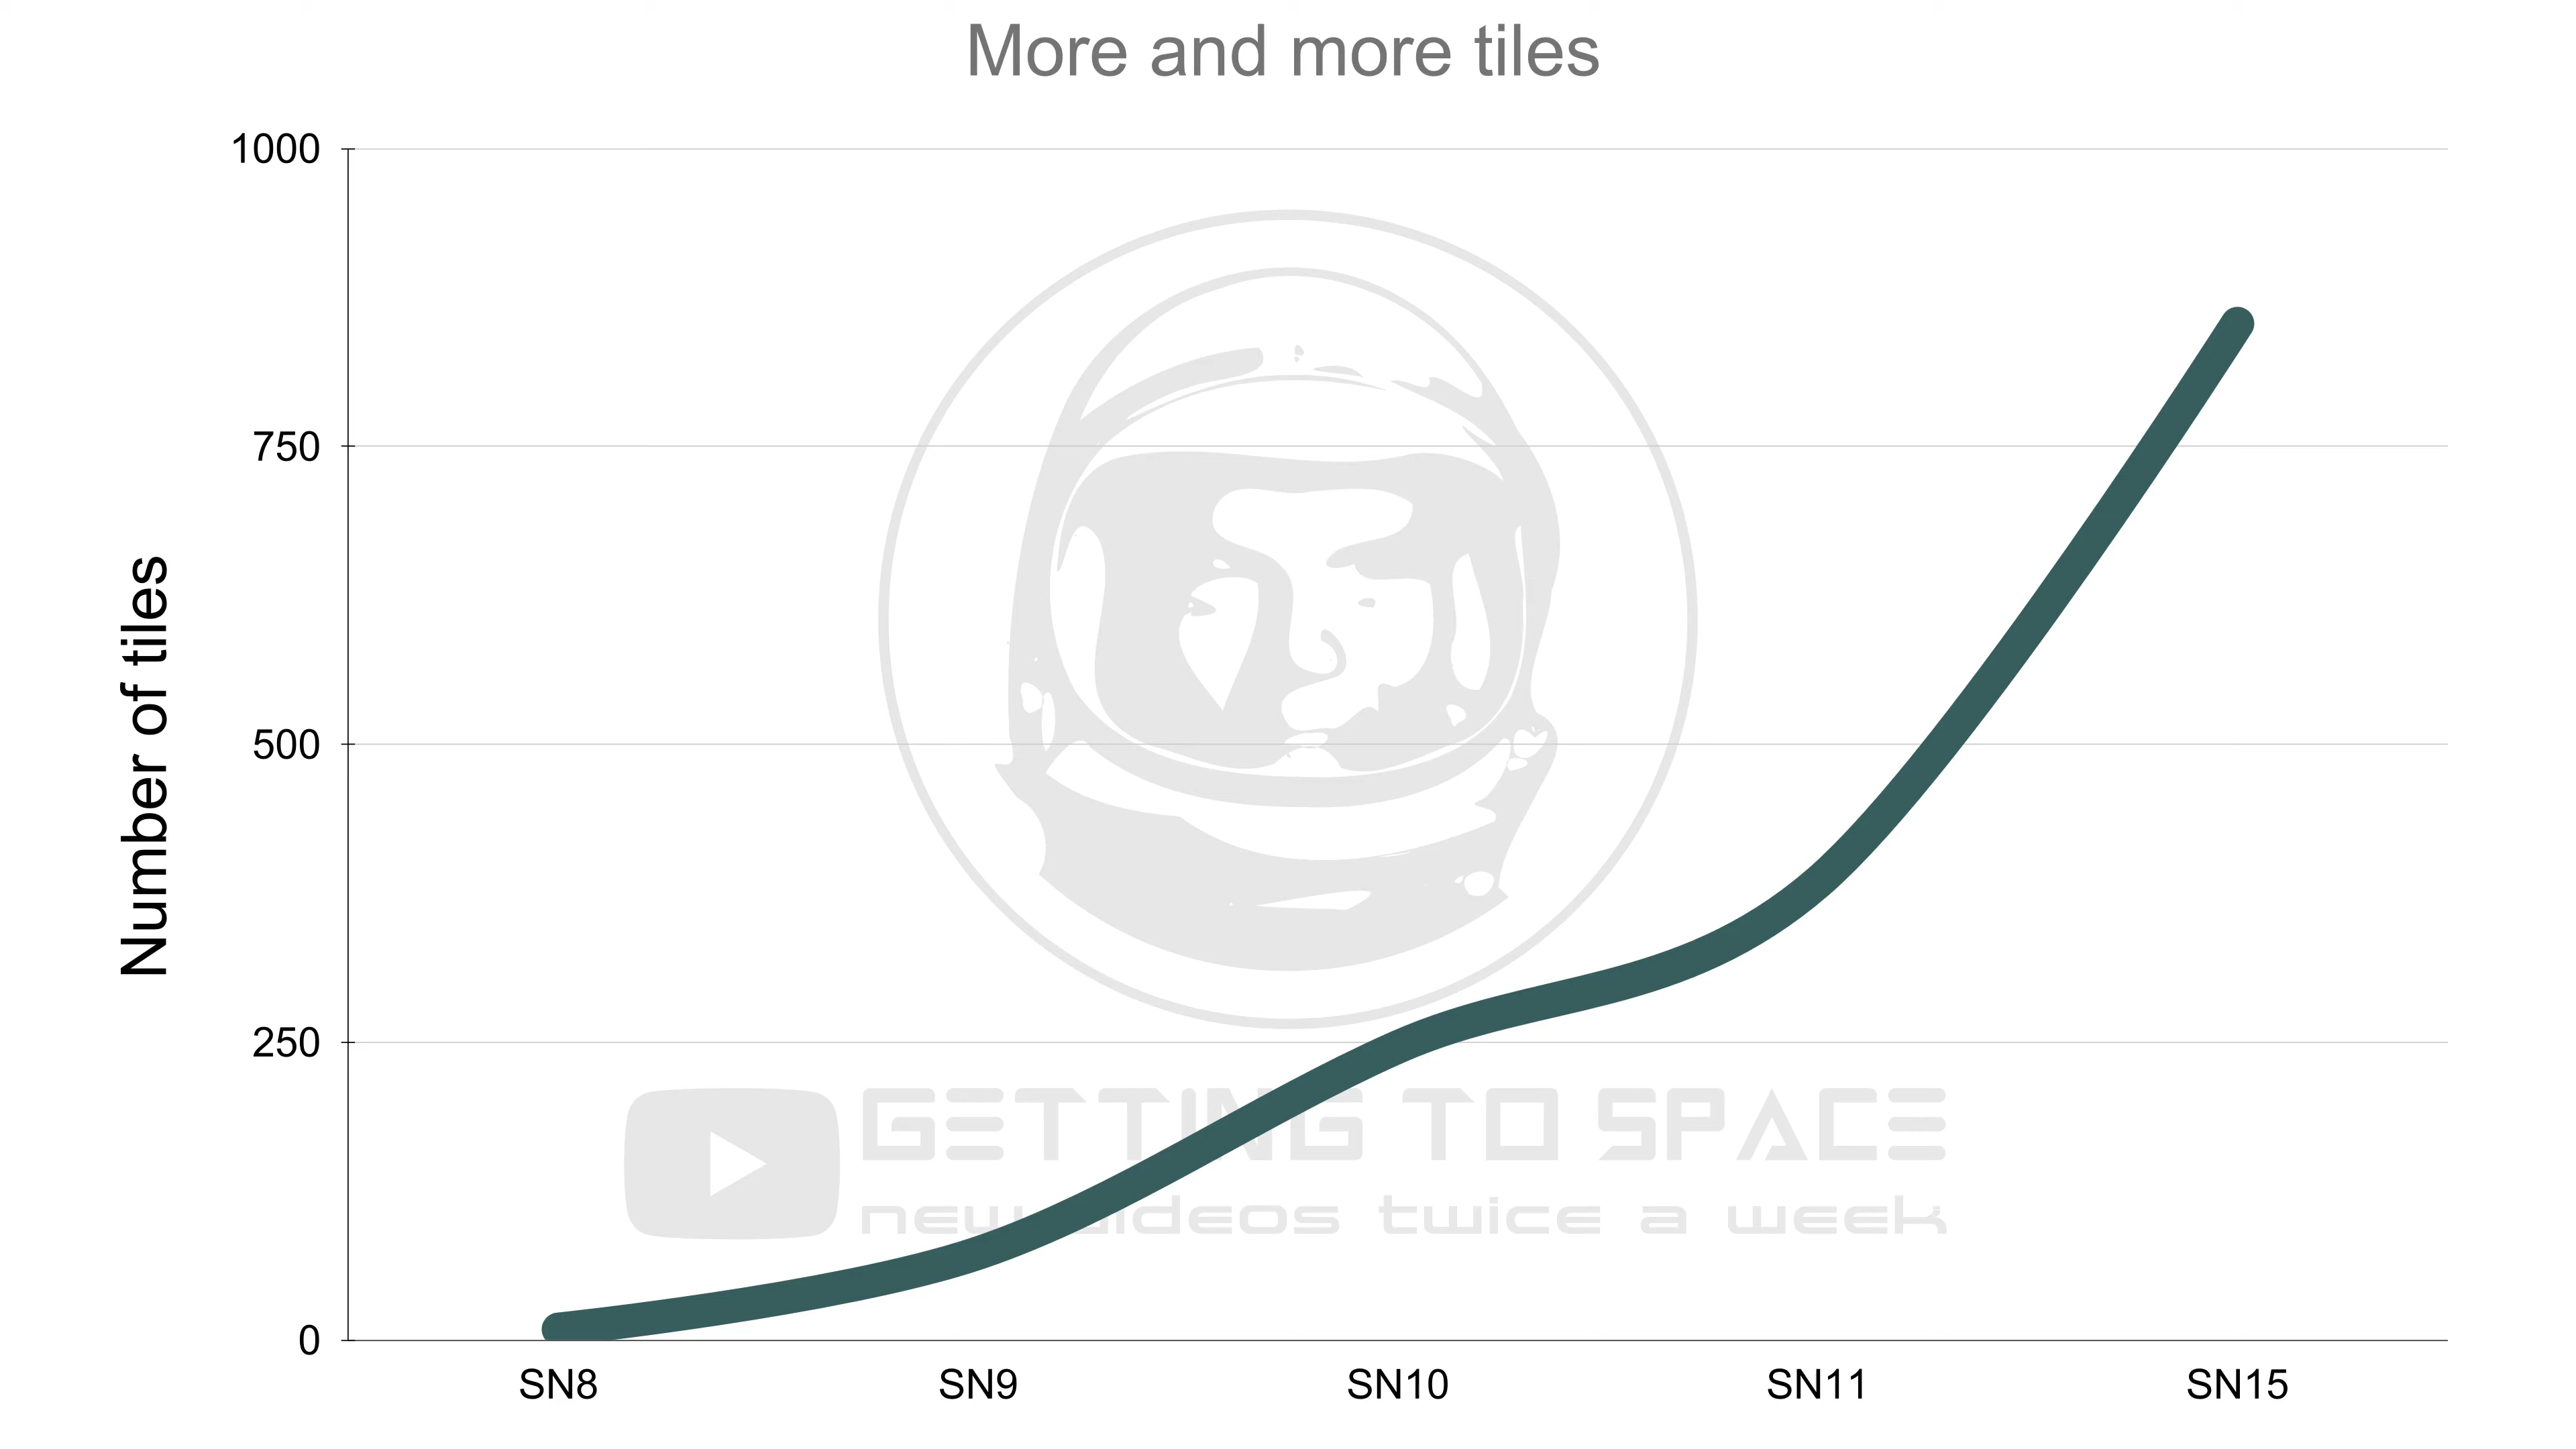 More and more tiles
1000
750
500
250
0
Number of tiles
GETTING TO SPACE
new videos twice a week
SN8 SN9 SN10 SN11 SN15